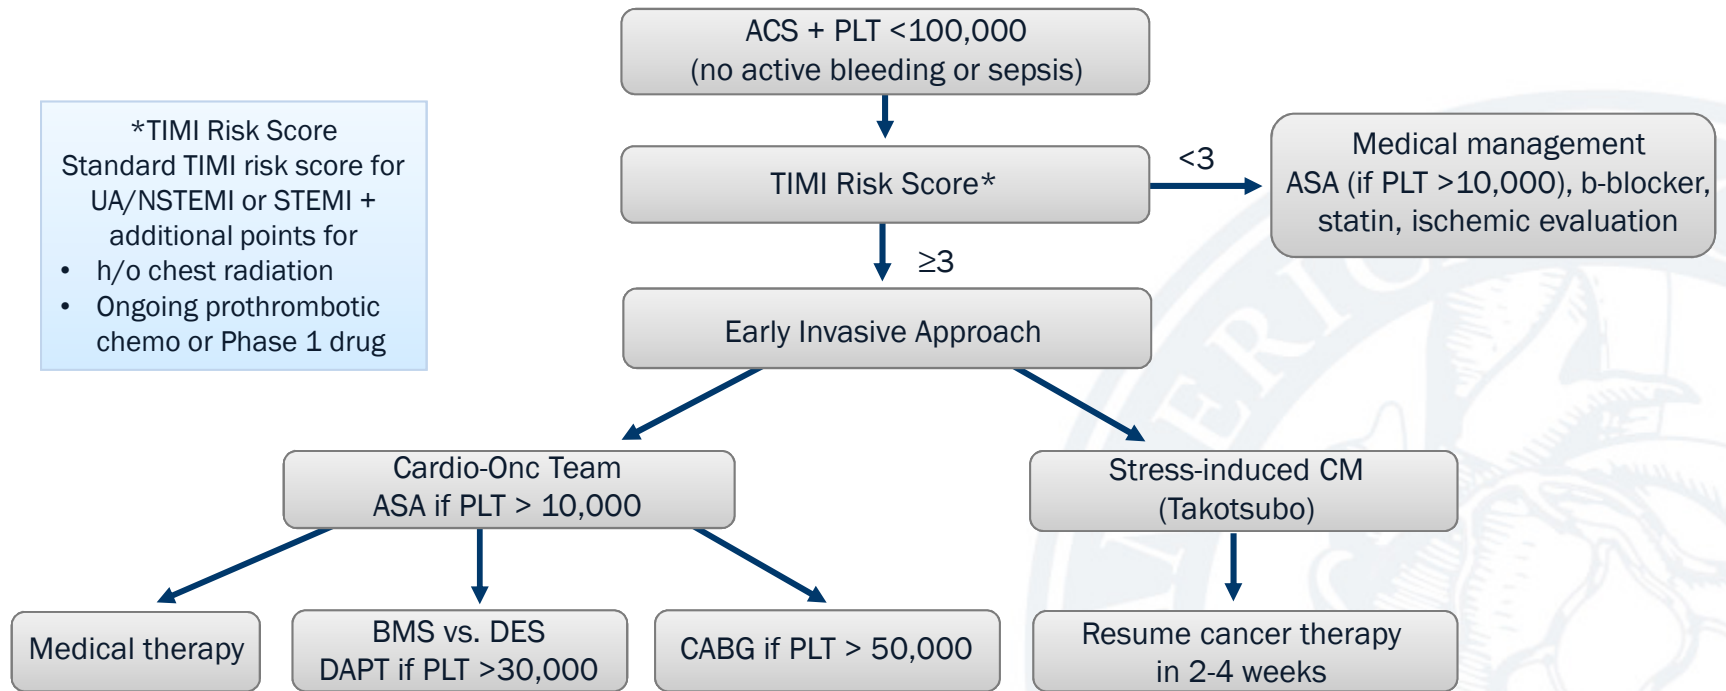 ACS + PLT <100,000
(no active bleeding or sepsis)
*TIMI Risk Score
Standard TIMI risk score for
UA/NSTEMI or STEMI +
additional points for
• h/o chest radiation
• Ongoing prothrombotic
chemo or Phase 1 drug
TIMI Risk Score*
<3
Medical management
ASA (if PLT >10,000), b-blocker,
statin, ischemic evaluation
≥3
Early Invasive Approach
Cardio-Onc Team
ASA if PLT > 10,000
Stress-induced CM
(Takotsubo)
Medical therapy
BMS vs. DES
DAPT if PLT >30,000
CABG if PLT > 50,000
Resume cancer therapy
in 2-4 weeks